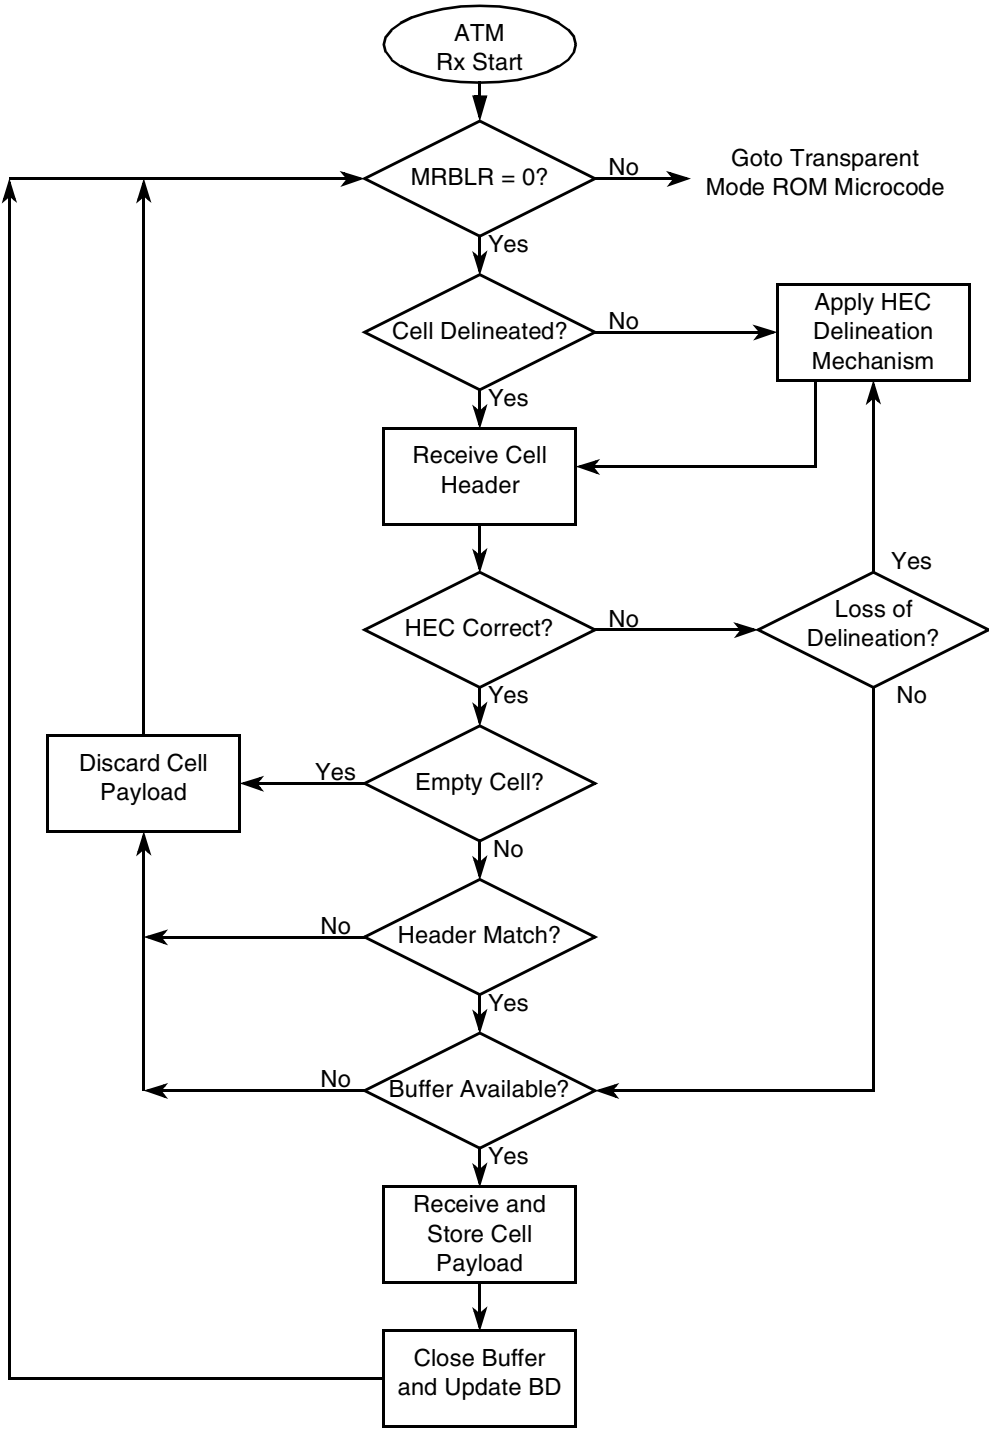 ATM
Rx Start
MRBLR = 0?
No
Goto Transparent
Mode ROM Microcode
Yes
Cell Delineated?
No
Apply HEC
Delineation
Mechanism
Yes
Receive Cell
Header
HEC Correct?
No
Yes
Loss of
Delineation?
No
Yes
Discard Cell
Payload
Yes
Empty Cell?
No
No
Header Match?
Yes
No
Buffer Available?
Yes
Receive and
Store Cell
Payload
Close Buffer
and Update BD